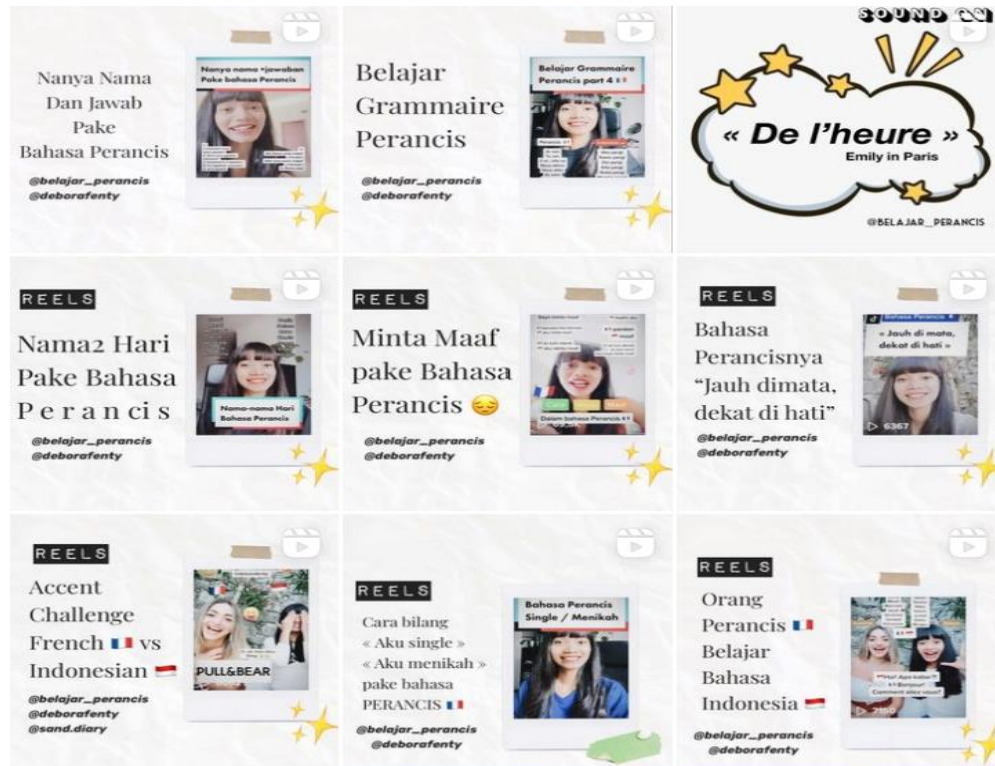 Nanya Nama
Dan Jawab
Pake
Bahasa Perancis
@belajar_perancis
@deborafenty
Nanya nama +jawaban
Pake bahasa Perancis
Belajar
Grammaire
Perancis
@belajar_perancis
@deborafenty
Belajar Grammaire
Perancis part 4
SOUND ON
« De l'heure »
Emily in Paris
@BELAJAR_PERANCIS
REELS
Nama2 Hari
Pake Bahasa
Perancis
@belajar_perancis
@deborafenty
Nama-nama Hari
Bahasa Perancis
REELS
Minta Maaf
pake Bahasa
Perancis 😔
@belajar_perancis
@deborafenty
Dalam bahasa Perancis
REELS
Bahasa
Perancisnya
“Jauh dimata,
dekat di hati”
@belajar_perancis
@deborafenty
Bahasa Perancis
« Jauh di mata,
dekat di hati »
6367
REELS
Accent
Challenge
French 🇫🇷 vs
Indonesian 🇮🇩
@belajar_perancis
@deborafenty
@sand.diary
PULL&BEAR
REELS
Cara bilang
« Aku single »
« Aku menikah »
pake bahasa
PERANCIS 🇫🇷
@belajar_perancis
@deborafenty
Bahasa Perancis
Single / Menikah
REELS
Orang
Perancis 🇫🇷
Belajar
Bahasa
Indonesia 🇮🇩
@belajar_perancis
@deborafenty
Hai! Apa kabar?
Bonjour!
Comment allez vous?
7150